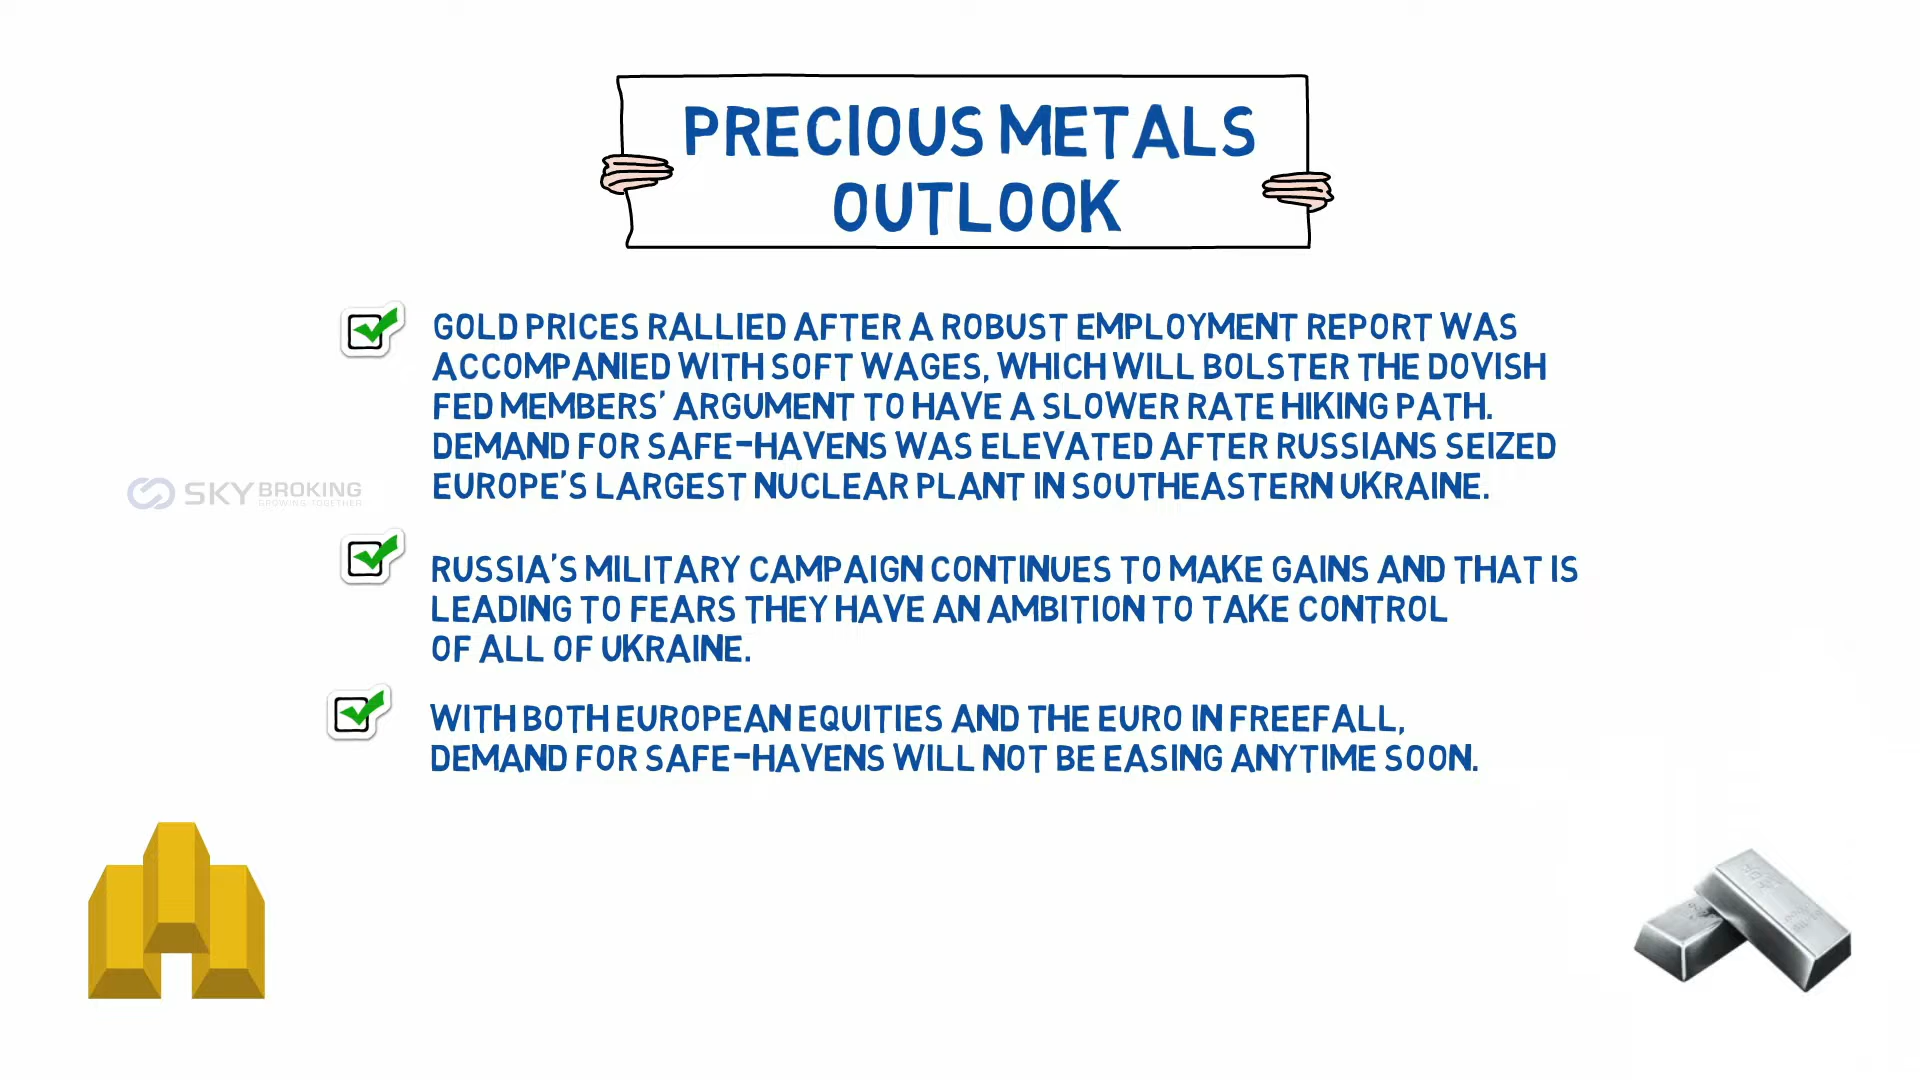 PRECIOUS METALS
OUTLOOK
GOLD PRICES RALLIED AFTER A ROBUST EMPLOYMENT REPORT WAS
ACCOMPANIED WITH SOFT WAGES, WHICH WILL BOLSTER THE DOVISH
FED MEMBERS' ARGUMENT TO HAVE A SLOWER RATE HIKING PATH.
DEMAND FOR SAFE-HAVENS WAS ELEVATED AFTER RUSSIANS SEIZED
EUROPE'S LARGEST NUCLEAR PLANT IN SOUTHEASTERN UKRAINE.
SKY BROKING
GROWING TOGETHER
RUSSIA'S MILITARY CAMPAIGN CONTINUES TO MAKE GAINS AND THAT IS
LEADING TO FEARS THEY HAVE AN AMBITION TO TAKE CONTROL
OF ALL OF UKRAINE.
WITH BOTH EUROPEAN EQUITIES AND THE EURO IN FREEFALL,
DEMAND FOR SAFE-HAVENS WILL NOT BE EASING ANYTIME SOON.